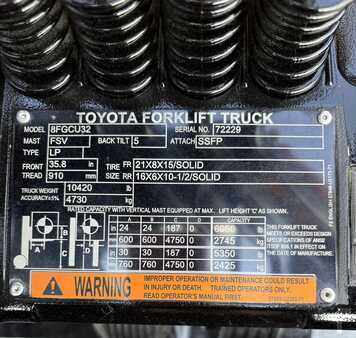 TOYOTA FORKLIFT TRUCK
MODEL 8FGCU32 SERIAL NO. 72229
MAST FSV BACK TILT 5 ATTACH SSFP
TYPE LP
FRONT 35.8 in TIRE FR 21X8X15/SOLID
TREAD 910 mm SIZE RR 16X6X10-1/2/SOLID
TRUCK WEIGHT 10420 lb
ACCURACY±5% 4730 kg
RATED CAPACITY WITH VERTICAL MAST AT MAXIMUM LIFT HEIGHT 'C' AS SHOWN.
A B C D CAPACITY
in 24 24 187 0 6050 lb
mm 600 600 4750 0 2745 kg
in 30 30 187 0 5350 lb
mm 760 760 4750 0 2425 kg
THIS FORKLIFT TRUCK
MEETS OR EXCEEDS
SPECIFICATIONS OF ANSI
B56.1 IN EFFECT ON
THE DATE OF MANUFACTURE.
WARNING
IMPROPER OPERATION OR MAINTENANCE COULD RESULT
IN INJURY OR DEATH. TRAINED OPERATORS ONLY.
READ OPERATOR'S MANUAL FIRST.